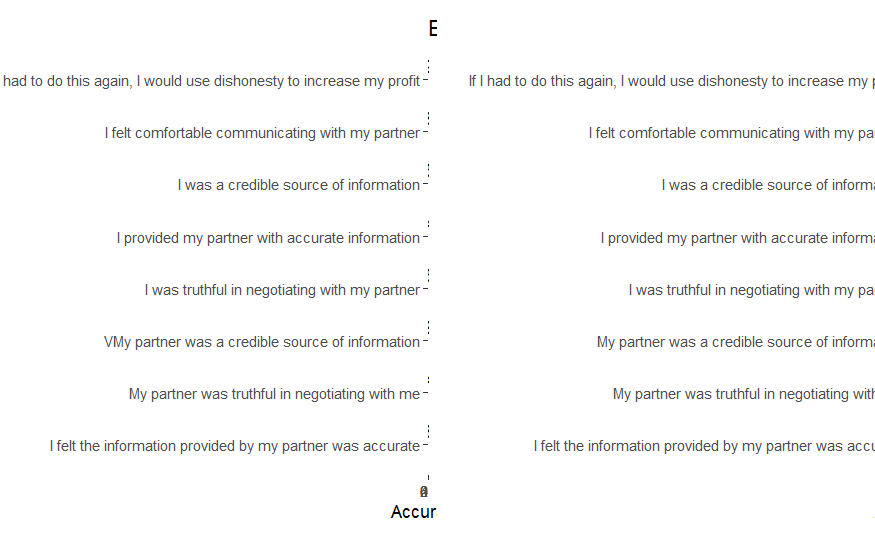 E
had to do this again, I would use dishonesty to increase my profit
I felt comfortable communicating with my partner
I was a credible source of information
I provided my partner with accurate information
I was truthful in negotiating with my partner
VMy partner was a credible source of information
My partner was truthful in negotiating with me
I felt the information provided by my partner was accurate
Accur
If I had to do this again, I would use dishonesty to increase my p
I felt comfortable communicating with my pa
I was a credible source of informa
I provided my partner with accurate informa
I was truthful in negotiating with my pa
My partner was a credible source of informa
My partner was truthful in negotiating with
I felt the information provided by my partner was accu